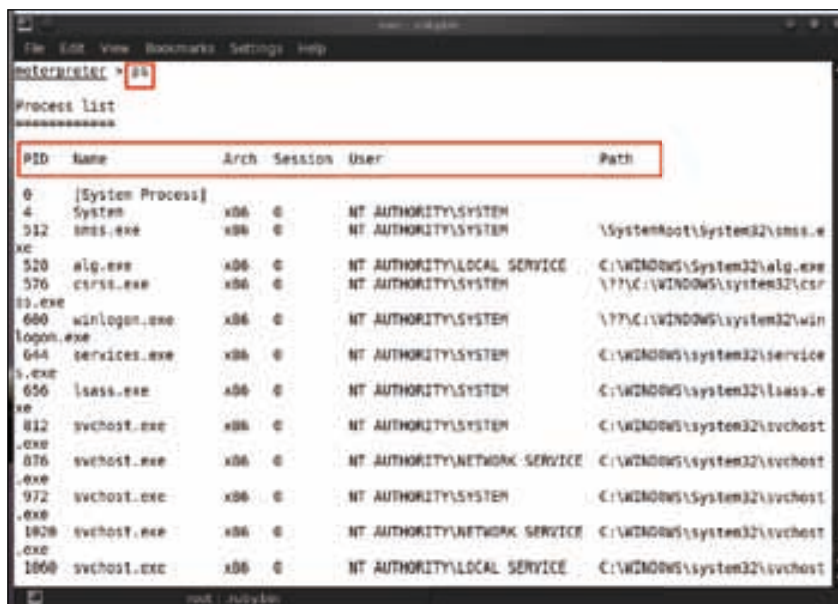 File Edit View Bookmarks Settings Help
meterpreter > ps
Process list
============
PID Name Arch Session User Path
0 [System Process]
4 System x86 0 NT AUTHORITY\SYSTEM
512 smss.exe x86 0 NT AUTHORITY\SYSTEM \SystemRoot\System32\smss.e
xe
520 alg.exe x86 0 NT AUTHORITY\LOCAL SERVICE C:\WINDOWS\System32\alg.exe
576 csrss.exe x86 0 NT AUTHORITY\SYSTEM \??\C:\WINDOWS\system32\csr
ss.exe
600 winlogon.exe x86 0 NT AUTHORITY\SYSTEM \??\C:\WINDOWS\system32\win
logon.exe
644 services.exe x86 0 NT AUTHORITY\SYSTEM C:\WINDOWS\system32\service
s.exe
656 lsass.exe x86 0 NT AUTHORITY\SYSTEM C:\WINDOWS\system32\lsass.e
xe
812 svchost.exe x86 0 NT AUTHORITY\SYSTEM C:\WINDOWS\system32\svchost
.exe
876 svchost.exe x86 0 NT AUTHORITY\NETWORK SERVICE C:\WINDOWS\system32\svchost
.exe
972 svchost.exe x86 0 NT AUTHORITY\SYSTEM C:\WINDOWS\System32\svchost
.exe
1020 svchost.exe x86 0 NT AUTHORITY\NETWORK SERVICE C:\WINDOWS\system32\svchost
.exe
1060 svchost.exe x86 0 NT AUTHORITY\LOCAL SERVICE C:\WINDOWS\system32\svchost
root : rubybin